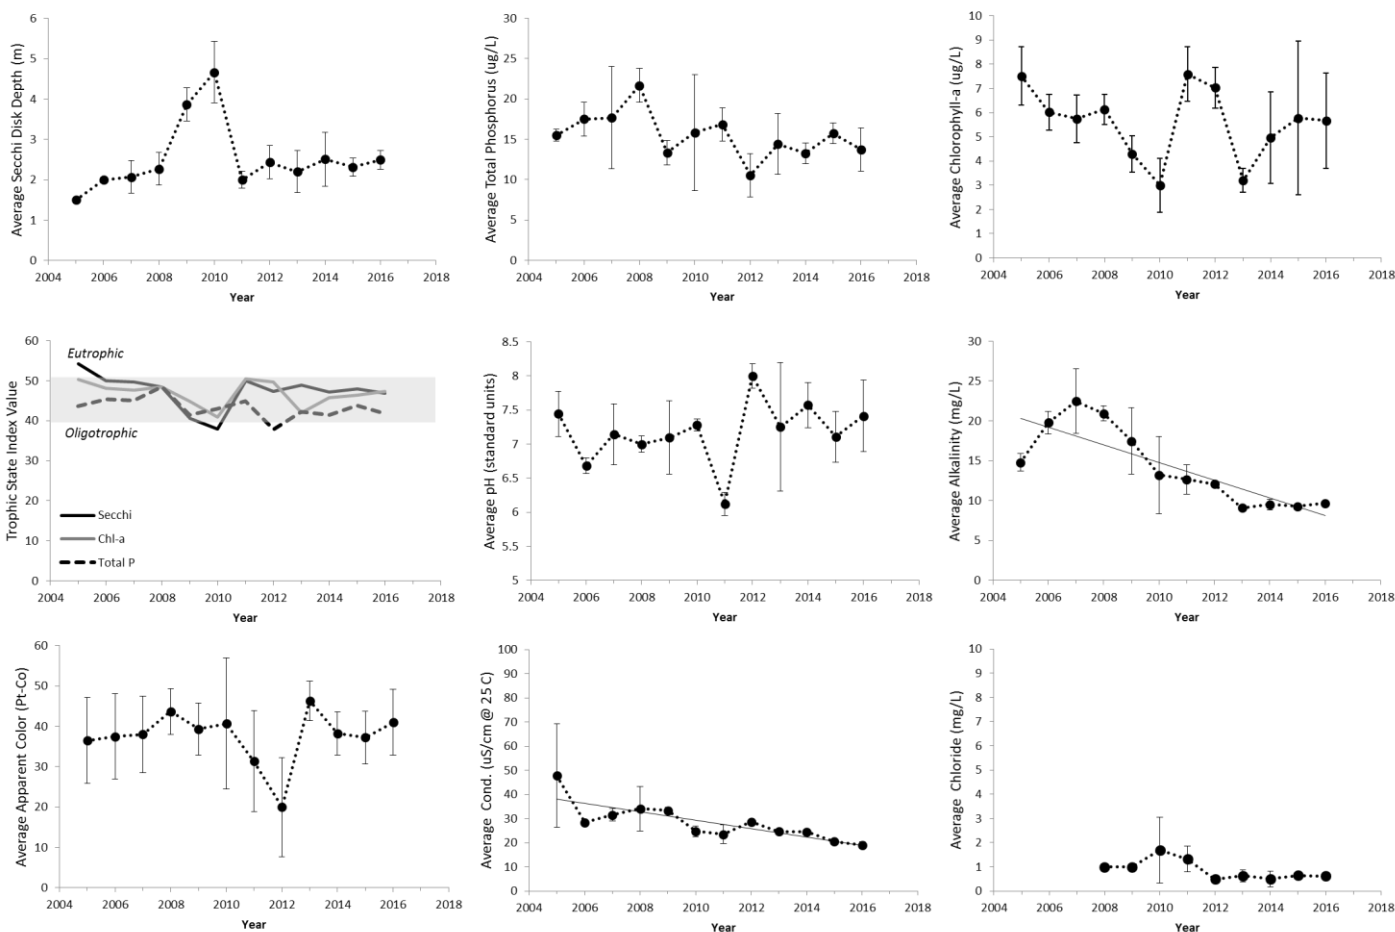 Average Secchi Disk Depth (m)
6
5
4
3
2
1
0
2004 2006 2008 2010 2012 2014 2016 2018
Year
Average Total Phosphorus (ug/L)
30
25
20
15
10
5
0
2004 2006 2008 2010 2012 2014 2016 2018
Year
Average Chlorophyll-a (ug/L)
10
9
8
7
6
5
4
3
2
1
0
2004 2006 2008 2010 2012 2014 2016 2018
Year
Trophic State Index Value
60
50
40
30
20
10
0
Eutrophic
Oligotrophic
Secchi
Chl-a
Total P
2004 2006 2008 2010 2012 2014 2016 2018
Year
Average pH (standard units)
8.5
8
7.5
7
6.5
6
5.5
5
2004 2006 2008 2010 2012 2014 2016 2018
Year
Average Alkalinity (mg/L)
30
25
20
15
10
5
0
2004 2006 2008 2010 2012 2014 2016 2018
Year
Average Apparent Color (Pt-Co)
60
50
40
30
20
10
0
2004 2006 2008 2010 2012 2014 2016 2018
Year
Average Cond. (uS/cm @ 25 C)
100
90
80
70
60
50
40
30
20
10
0
2004 2006 2008 2010 2012 2014 2016 2018
Year
Average Chloride (mg/L)
10
9
8
7
6
5
4
3
2
1
0
2004 2006 2008 2010 2012 2014 2016 2018
Year